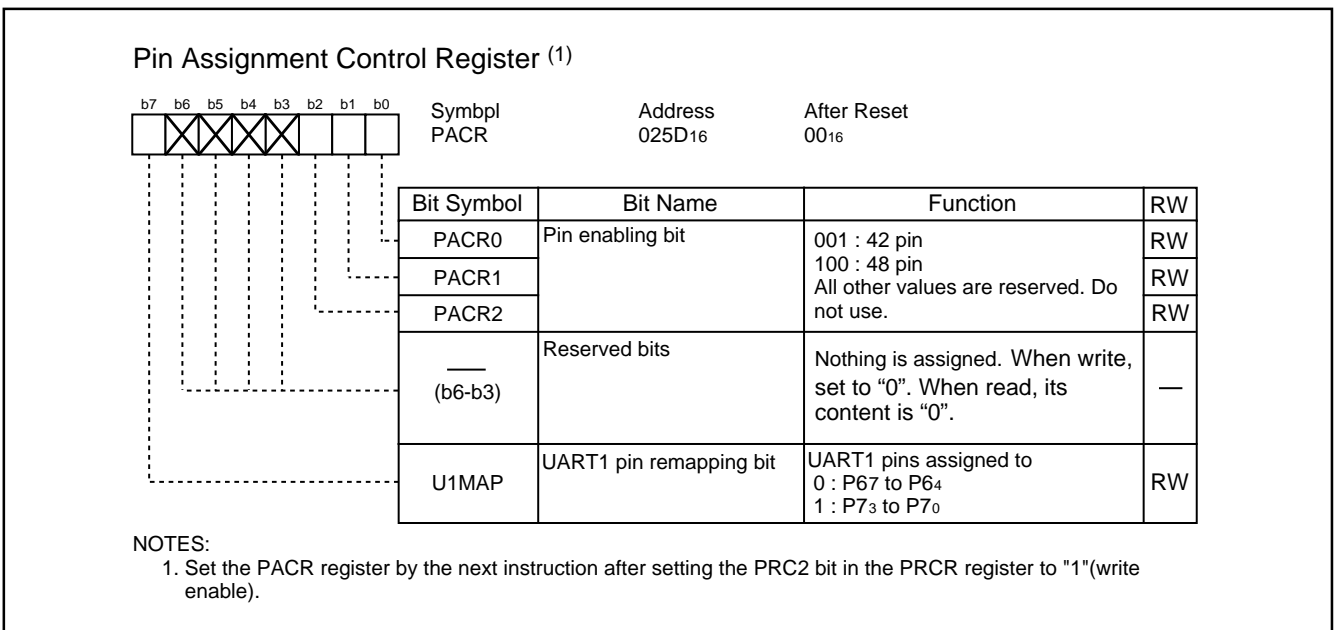 Pin Assignment Control Register (1)
b7 b6 b5 b4 b3 b2 b1 b0
Symbpl Address After Reset
PACR 025D16 0016
Bit Symbol Bit Name Function RW
PACR0 Pin enabling bit 001 : 42 pin RW
100 : 48 pin
PACR1 All other values are reserved. Do RW
PACR2 not use. RW
Reserved bits Nothing is assigned. When write,
(b6-b3) set to “0”. When read, its —
content is “0”.
UART1 pin remapping bit UART1 pins assigned to
U1MAP 0 : P67 to P64 RW
1 : P73 to P70
NOTES:
1. Set the PACR register by the next instruction after setting the PRC2 bit in the PRCR register to "1"(write
enable).